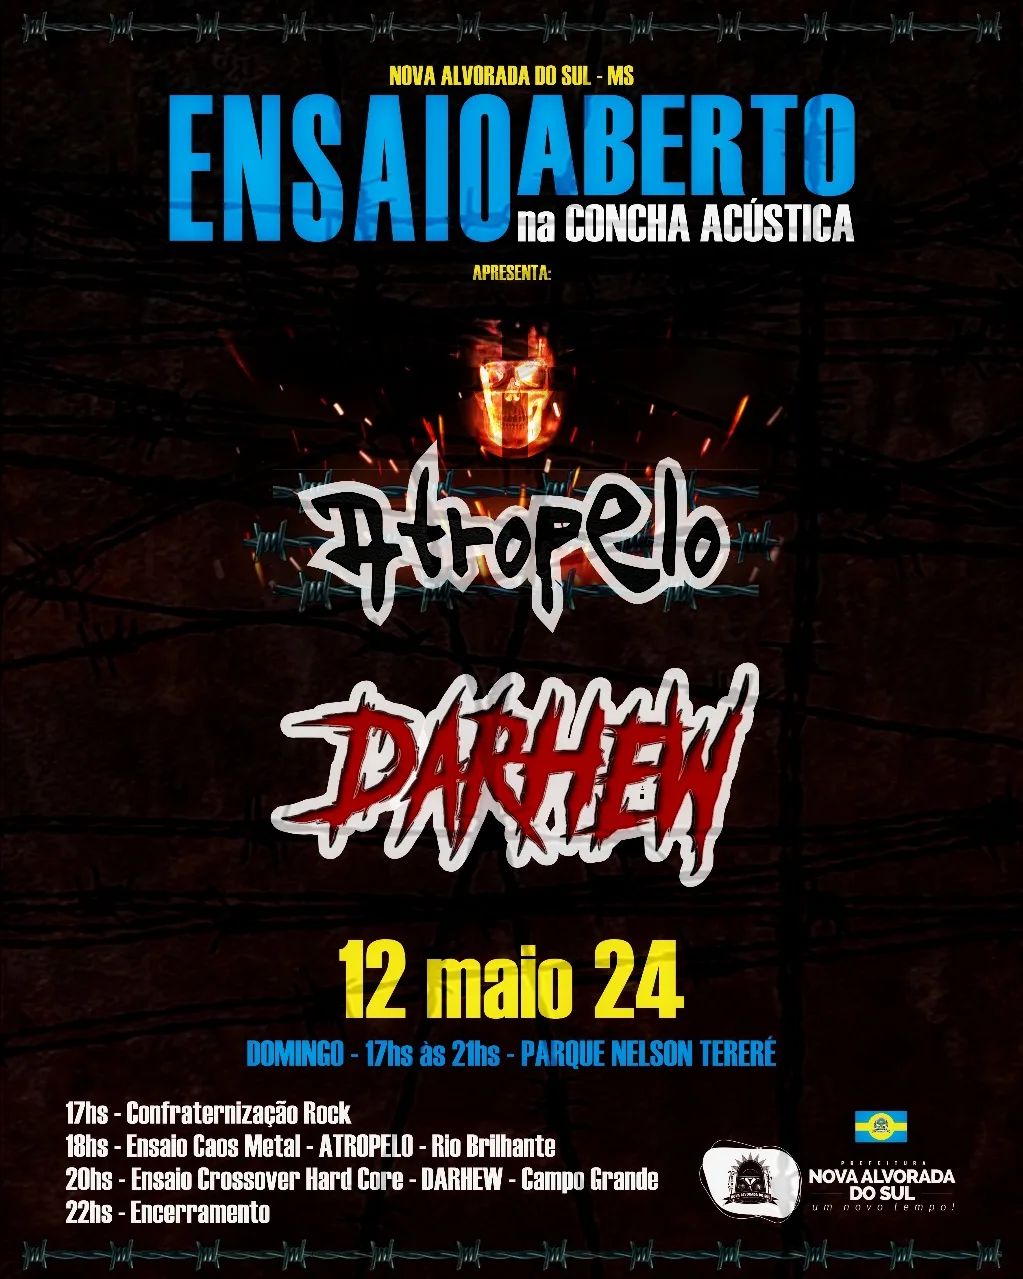 NOVA ALVORADA DO SUL - MS
ENSAIO ABERTO
na CONCHA ACÚSTICA
APRESENTA:
Atropelo
DARHEW
12 maio 24
DOMINGO - 17hs às 21hs - PARQUE NELSON TERERÉ
17hs - Confraternização Rock
18hs - Ensaio Caos Metal - ATROPELO - Rio Brilhante
20hs - Ensaio Crossover Hard Core - DARHEW - Campo Grande
22hs - Encerramento
PREFEITURA
NOVA ALVORADA
DO SUL
um novo tempo!